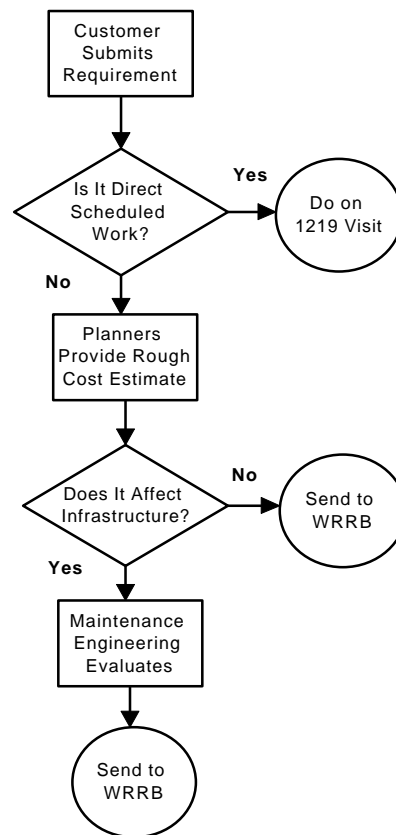 Customer
Submits
Requirement
Is It Direct
Scheduled
Work?
Yes
Do on
1219 Visit
No
Planners
Provide Rough
Cost Estimate
Does It Affect
Infrastructure?
No
Send to
WRRB
Yes
Maintenance
Engineering
Evaluates
Send to
WRRB